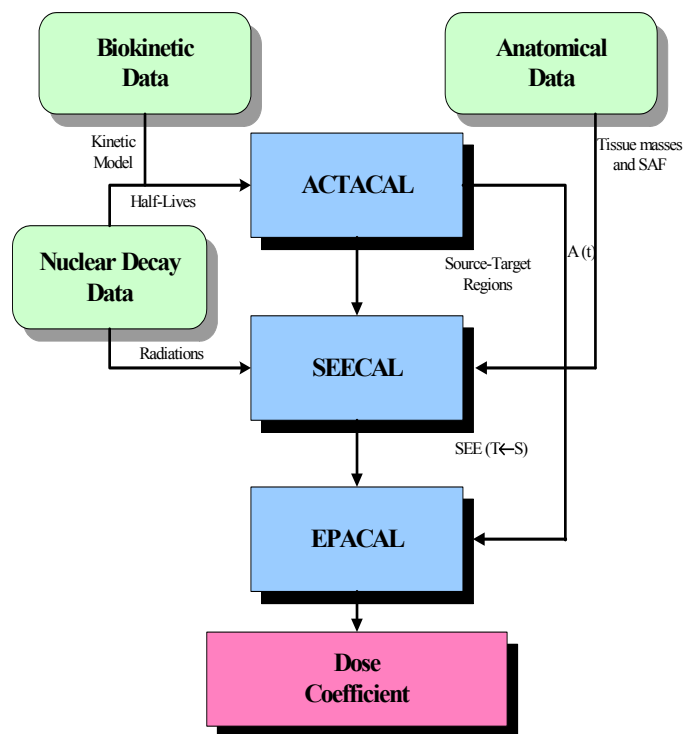 Biokinetic
Data
Anatomical
Data
Kinetic
Model
Tissue masses
and SAF
ACTACAL
Half-Lives
Nuclear Decay
Data
Source-Target
Regions
A (t)
Radiations
SEECAL
SEE (T←S)
EPACAL
Dose
Coefficient